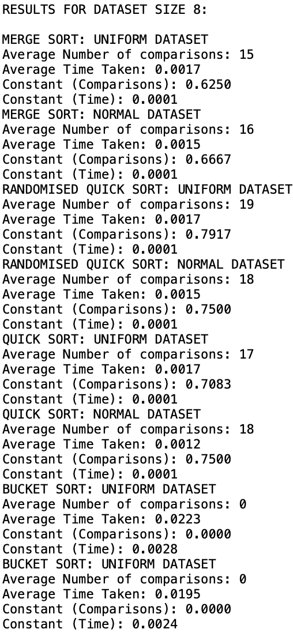 RESULTS FOR DATASET SIZE 8:
MERGE SORT: UNIFORM DATASET
Average Number of comparisons: 15
Average Time Taken: 0.0017
Constant (Comparisons): 0.6250
Constant (Time): 0.0001
MERGE SORT: NORMAL DATASET
Average Number of comparisons: 16
Average Time Taken: 0.0015
Constant (Comparisons): 0.6667
Constant (Time): 0.0001
RANDOMISED QUICK SORT: UNIFORM DATASET
Average Number of comparisons: 19
Average Time Taken: 0.0017
Constant (Comparisons): 0.7917
Constant (Time): 0.0001
RANDOMISED QUICK SORT: NORMAL DATASET
Average Number of comparisons: 18
Average Time Taken: 0.0015
Constant (Comparisons): 0.7500
Constant (Time): 0.0001
QUICK SORT: UNIFORM DATASET
Average Number of comparisons: 17
Average Time Taken: 0.0017
Constant (Comparisons): 0.7083
Constant (Time): 0.0001
QUICK SORT: NORMAL DATASET
Average Number of comparisons: 18
Average Time Taken: 0.0012
Constant (Comparisons): 0.7500
Constant (Time): 0.0001
BUCKET SORT: UNIFORM DATASET
Average Number of comparisons: 0
Average Time Taken: 0.0223
Constant (Comparisons): 0.0000
Constant (Time): 0.0028
BUCKET SORT: UNIFORM DATASET
Average Number of comparisons: 0
Average Time Taken: 0.0195
Constant (Comparisons): 0.0000
Constant (Time): 0.0024